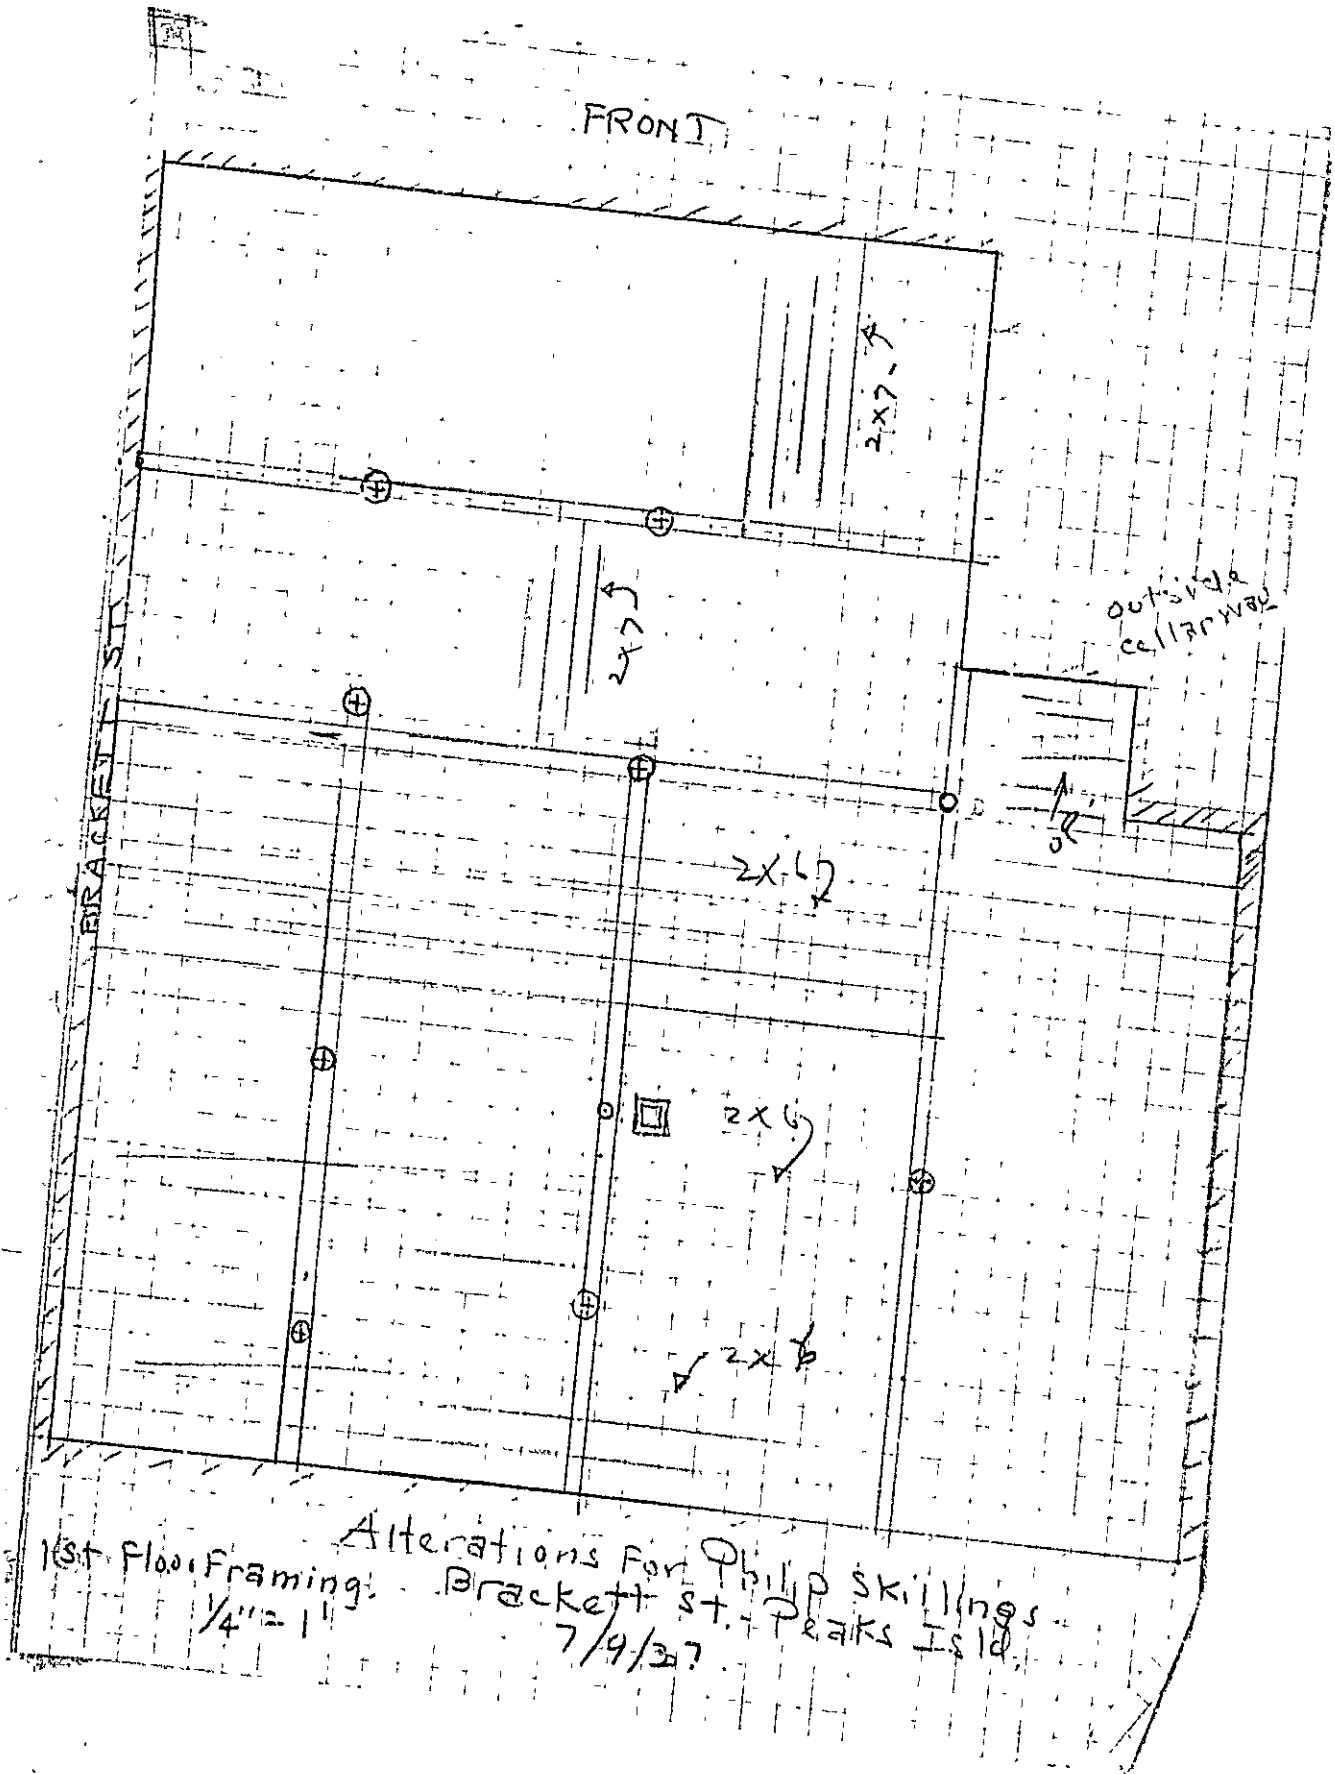 FRONT
2X7
2X7
outside
cellarway
BRACKETT ST
2X6
2X6
2X6
1st Floor Framing.
1/4" = 1'
Alterations For Philip Skillings
Brackett St. Peaks Isld.
7/9/37